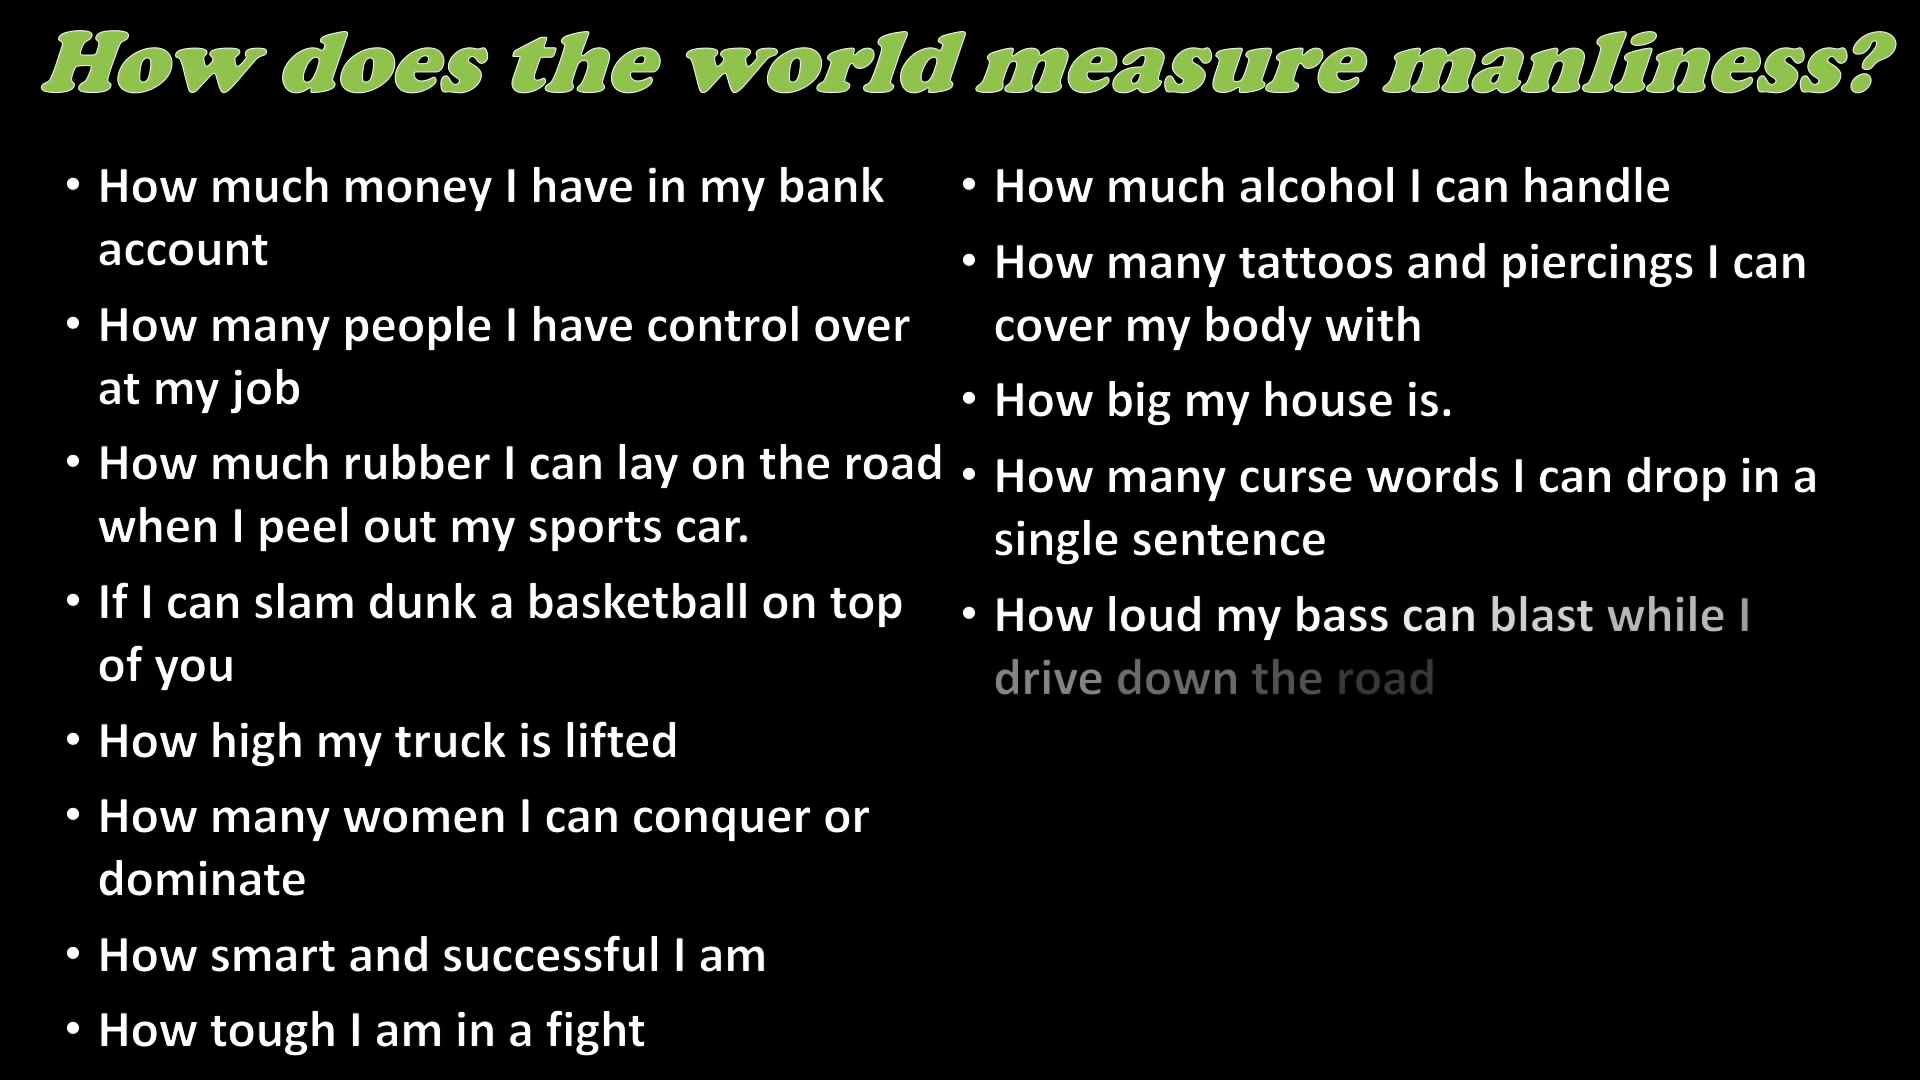 How does the world measure manliness?
• How much money I have in my bank
account
• How many people I have control over
at my job
• How much rubber I can lay on the road
when I peel out my sports car.
• If I can slam dunk a basketball on top
of you
• How high my truck is lifted
• How many women I can conquer or
dominate
• How smart and successful I am
• How tough I am in a fight
• How much alcohol I can handle
• How many tattoos and piercings I can
cover my body with
• How big my house is.
• How many curse words I can drop in a
single sentence
• How loud my bass can blast while I
drive down the road